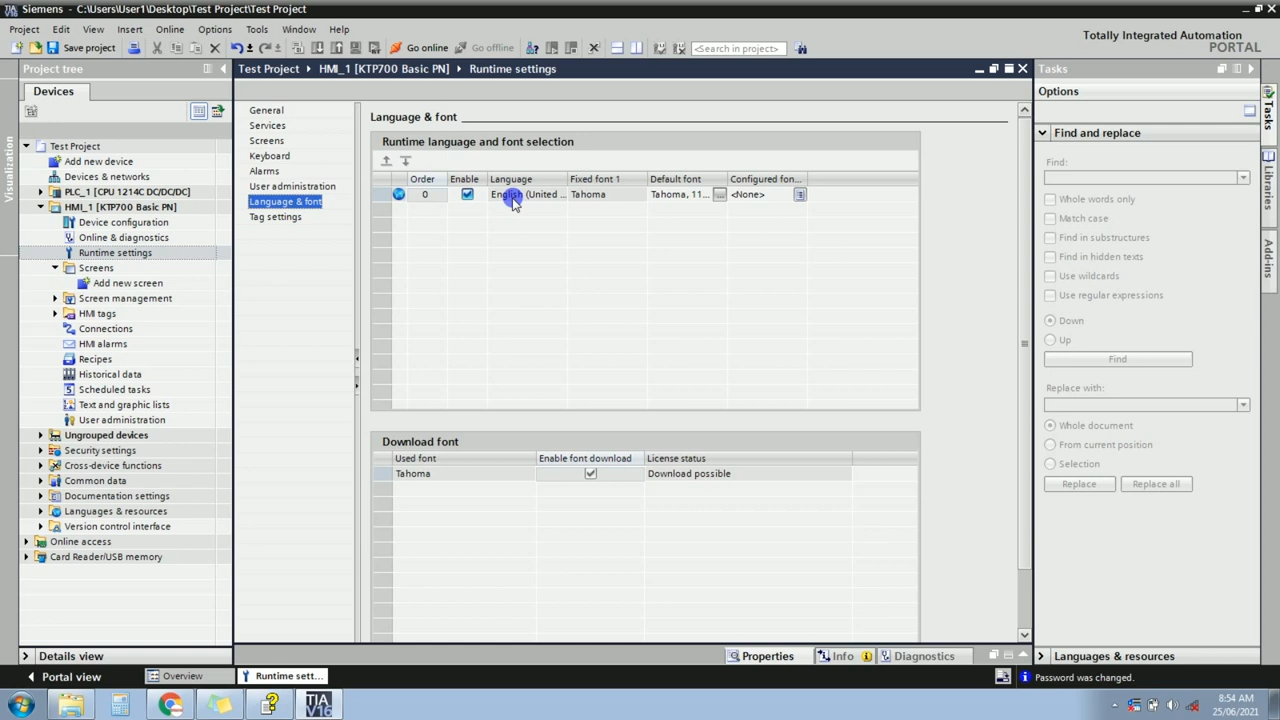 Siemens - C:\Users\User1\Desktop\Test Project\Test Project
Project Edit View Insert Online Options Tools Window Help
Totally Integrated Automation
PORTAL
Save project Go online Go offline <Search in project>
Project tree
Devices
Visualization
Test Project
Add new device
Devices & networks
PLC_1 [CPU 1214C DC/DC/DC]
HMI_1 [KTP700 Basic PN]
Device configuration
Online & diagnostics
Runtime settings
Screens
Add new screen
Screen management
HMI tags
Connections
HMI alarms
Recipes
Historical data
Scheduled tasks
Text and graphic lists
User administration
Ungrouped devices
Security settings
Cross-device functions
Common data
Documentation settings
Languages & resources
Version control interface
Online access
Card Reader/USB memory
Details view
Test Project HMI_1 [KTP700 Basic PN] Runtime settings
General
Services
Screens
Keyboard
Alarms
User administration
Language & font
Tag settings
Language & font
Runtime language and font selection
Order Enable Language Fixed font 1 Default font Configured fon...
0 English (United ... Tahoma Tahoma, 11... <None>
Download font
Used font Enable font download License status
Tahoma Download possible
Properties Info Diagnostics
Tasks
Options
Find and replace
Find:
Whole words only
Match case
Find in substructures
Find in hidden texts
Use wildcards
Use regular expressions
Down
Up
Find
Replace with:
Whole document
From current position
Selection
Replace Replace all
Languages & resources
Tasks
Libraries
Add-ins
Portal view Overview Runtime sett... Password was changed.
TIA V16
8:54 AM
25/06/2021